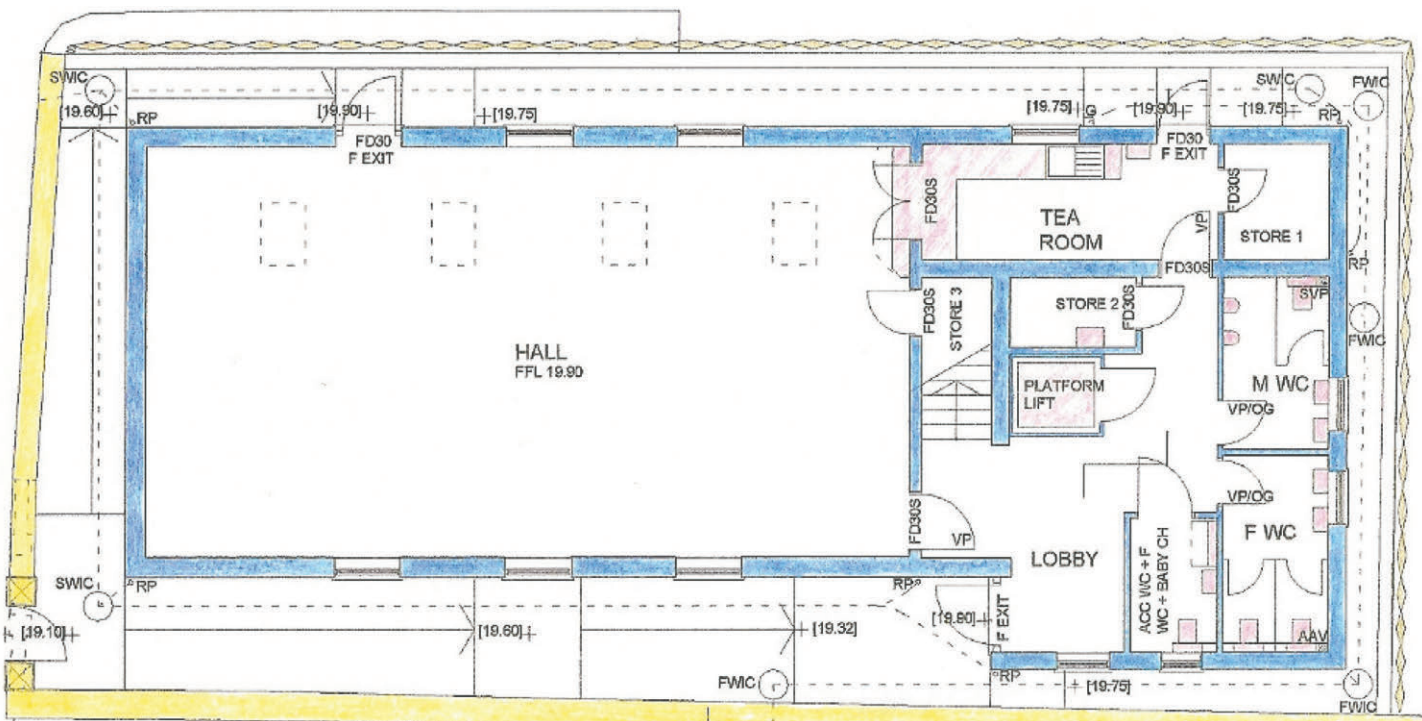 SWIC
[19.60]
RP
[19.90]
FD30
F EXIT
[19.75]
[19.75]
G
[19.90]
FD30
F EXIT
[19.75]
SWIC
FWIC
RP
FD30S
TEA
ROOM
VP
FD30S
STORE 1
FD30S
RP
HALL
FFL 19.90
FD30S
STORE 3
STORE 2
FD30S
SVP
FWIC
PLATFORM
LIFT
M WC
VP/OG
VP/OG
F WC
FD30S
VP
LOBBY
ACC WC + F
WC + BABY CH
AAV
SWIC
RP
RP
[19.10]
[19.60]
[19.32]
[19.90]
F EXIT
FWIC
RP
[19.75]
FWIC